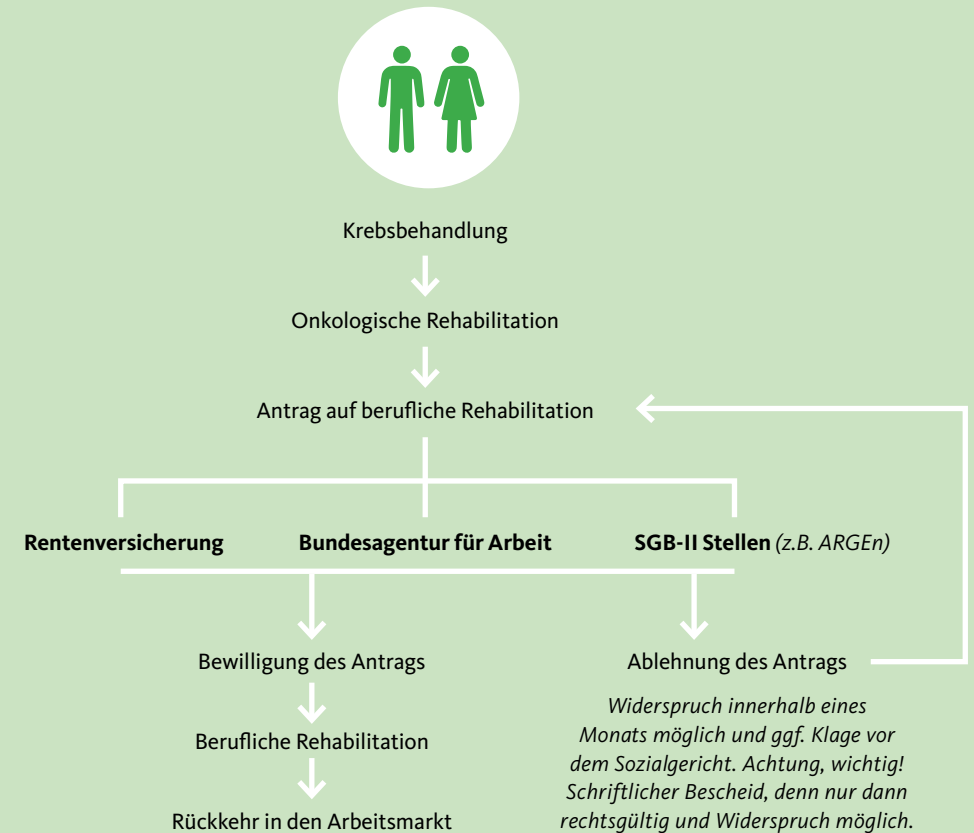 Krebsbehandlung
Onkologische Rehabilitation
Antrag auf berufliche Rehabilitation
Rentenversicherung
Bundesagentur für Arbeit
SGB-II Stellen (z.B. ARGEn)
Bewilligung des Antrags
Berufliche Rehabilitation
Rückkehr in den Arbeitsmarkt
Ablehnung des Antrags
Widerspruch innerhalb eines
Monats möglich und ggf. Klage vor
dem Sozialgericht. Achtung, wichtig!
Schriftlicher Bescheid, denn nur dann
rechtsgültig und Widerspruch möglich.